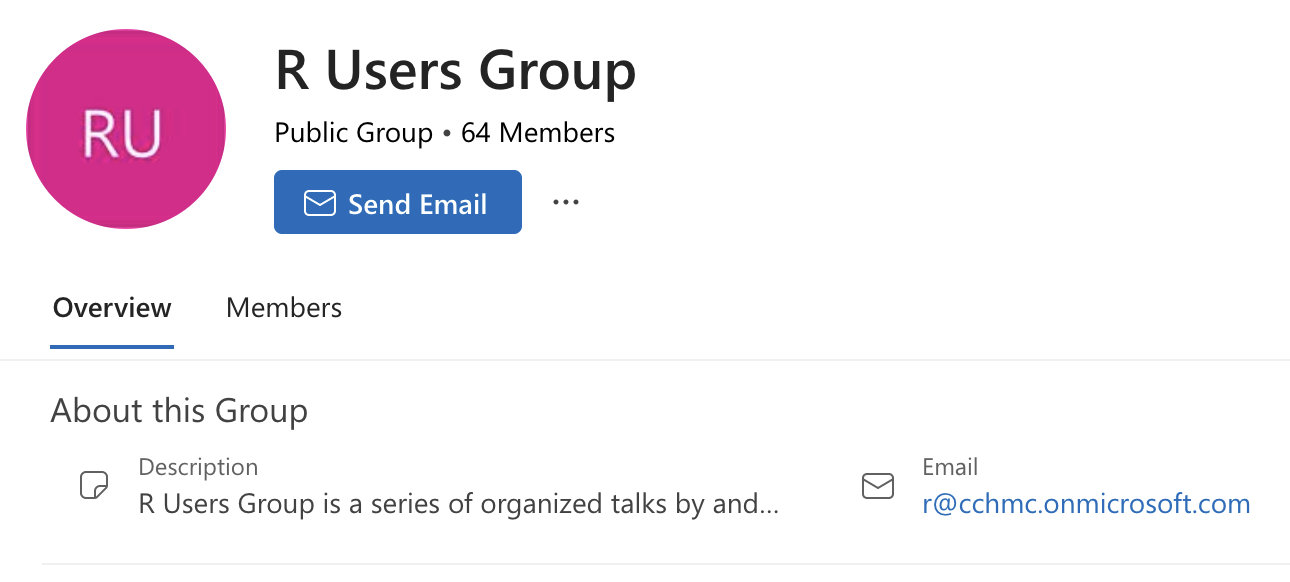 RU
R Users Group
Public Group • 64 Members
Send Email
Overview Members
About this Group
Description
R Users Group is a series of organized talks by and...
Email
r@cchmc.onmicrosoft.com